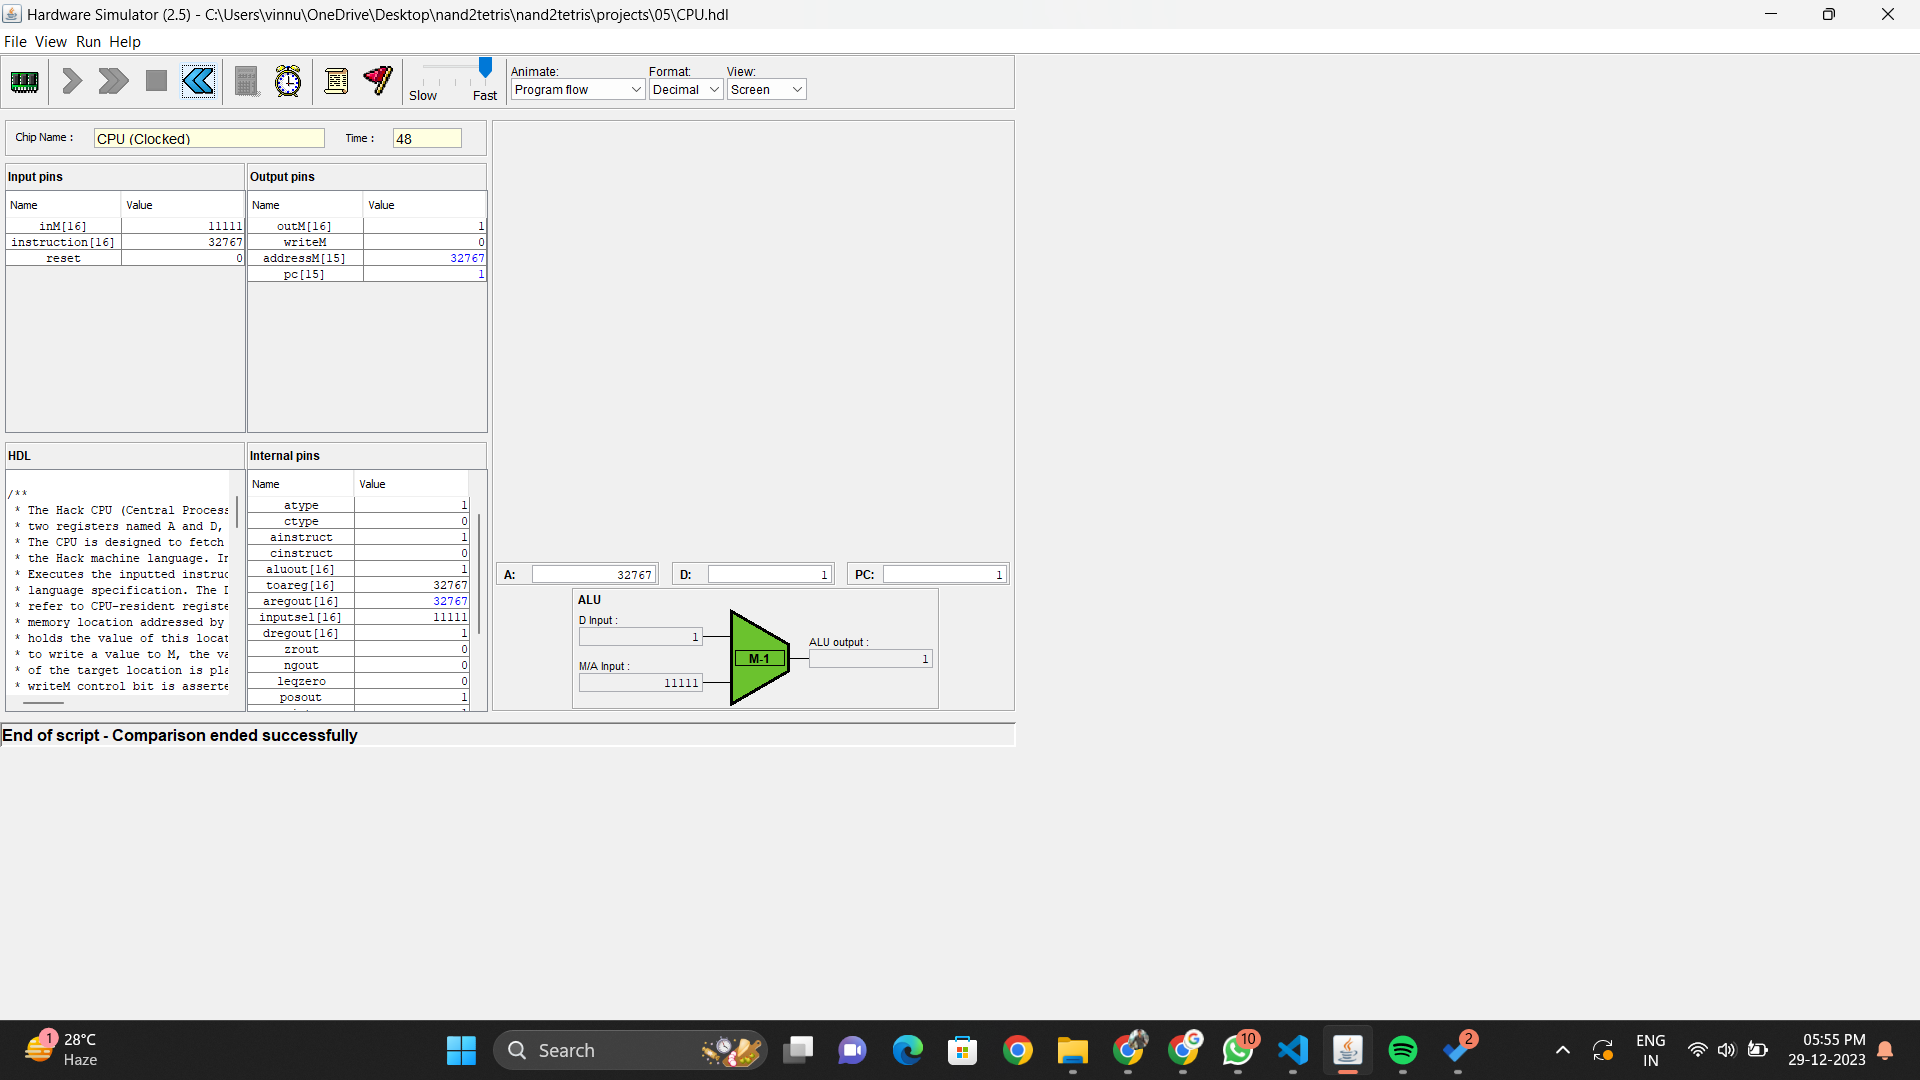 Hardware Simulator (2.5) - C:\Users\vinnu\OneDrive\Desktop\nand2tetris\nand2tetris\projects\05\CPU.hdl
File View Run Help
Slow Fast
Animate:
Program flow
Format:
Decimal
View:
Screen
Chip Name :
CPU (Clocked)
Time :
48
Input pins
Name Value
inM[16] 11111
instruction[16] 32767
reset 0
Output pins
Name Value
outM[16] 1
writeM 0
addressM[15] 32767
pc[15] 1
HDL
/**
* The Hack CPU (Central Process
* two registers named A and D,
* The CPU is designed to fetch
* the Hack machine language. In
* Executes the inputted instruc
* language specification. The D
* refer to CPU-resident registe
* memory location addressed by
* holds the value of this locat
* to write a value to M, the va
* of the target location is pla
* writeM control bit is asserte
Internal pins
Name Value
atype 1
ctype 0
ainstruct 1
cinstruct 0
aluout[16] 1
toareg[16] 32767
aregout[16] 32767
inputsel[16] 11111
dregout[16] 1
zrout 0
ngout 0
leqzero 0
posout 1
A: 32767
D: 1
PC: 1
ALU
D Input :
1
M/A Input :
11111
M-1
ALU output :
1
End of script - Comparison ended successfully
1
28°C
Haze
Search
10
2
ENG
IN
05:55 PM
29-12-2023